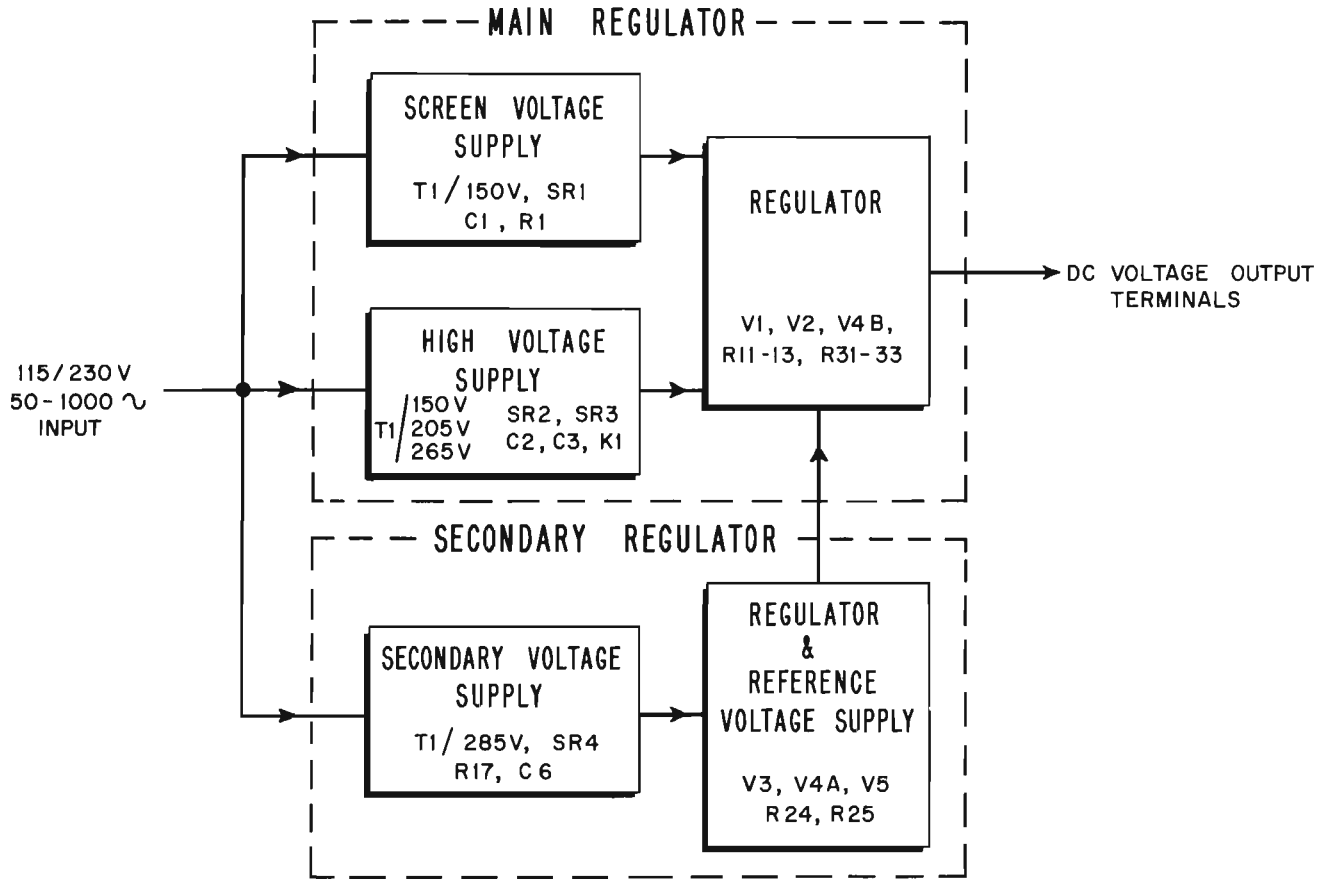 MAIN REGULATOR
SCREEN VOLTAGE
SUPPLY
T1/150V, SR1
C1, R1
REGULATOR
V1, V2, V4B,
R11-13, R31-33
DC VOLTAGE OUTPUT
TERMINALS
HIGH VOLTAGE
SUPPLY
T1/150V
205V
265V
SR2, SR3
C2, C3, K1
115/230V
50-1000 ∿
INPUT
SECONDARY REGULATOR
SECONDARY VOLTAGE
SUPPLY
T1/285V, SR4
R17, C6
REGULATOR
&
REFERENCE
VOLTAGE SUPPLY
V3, V4A, V5
R24, R25